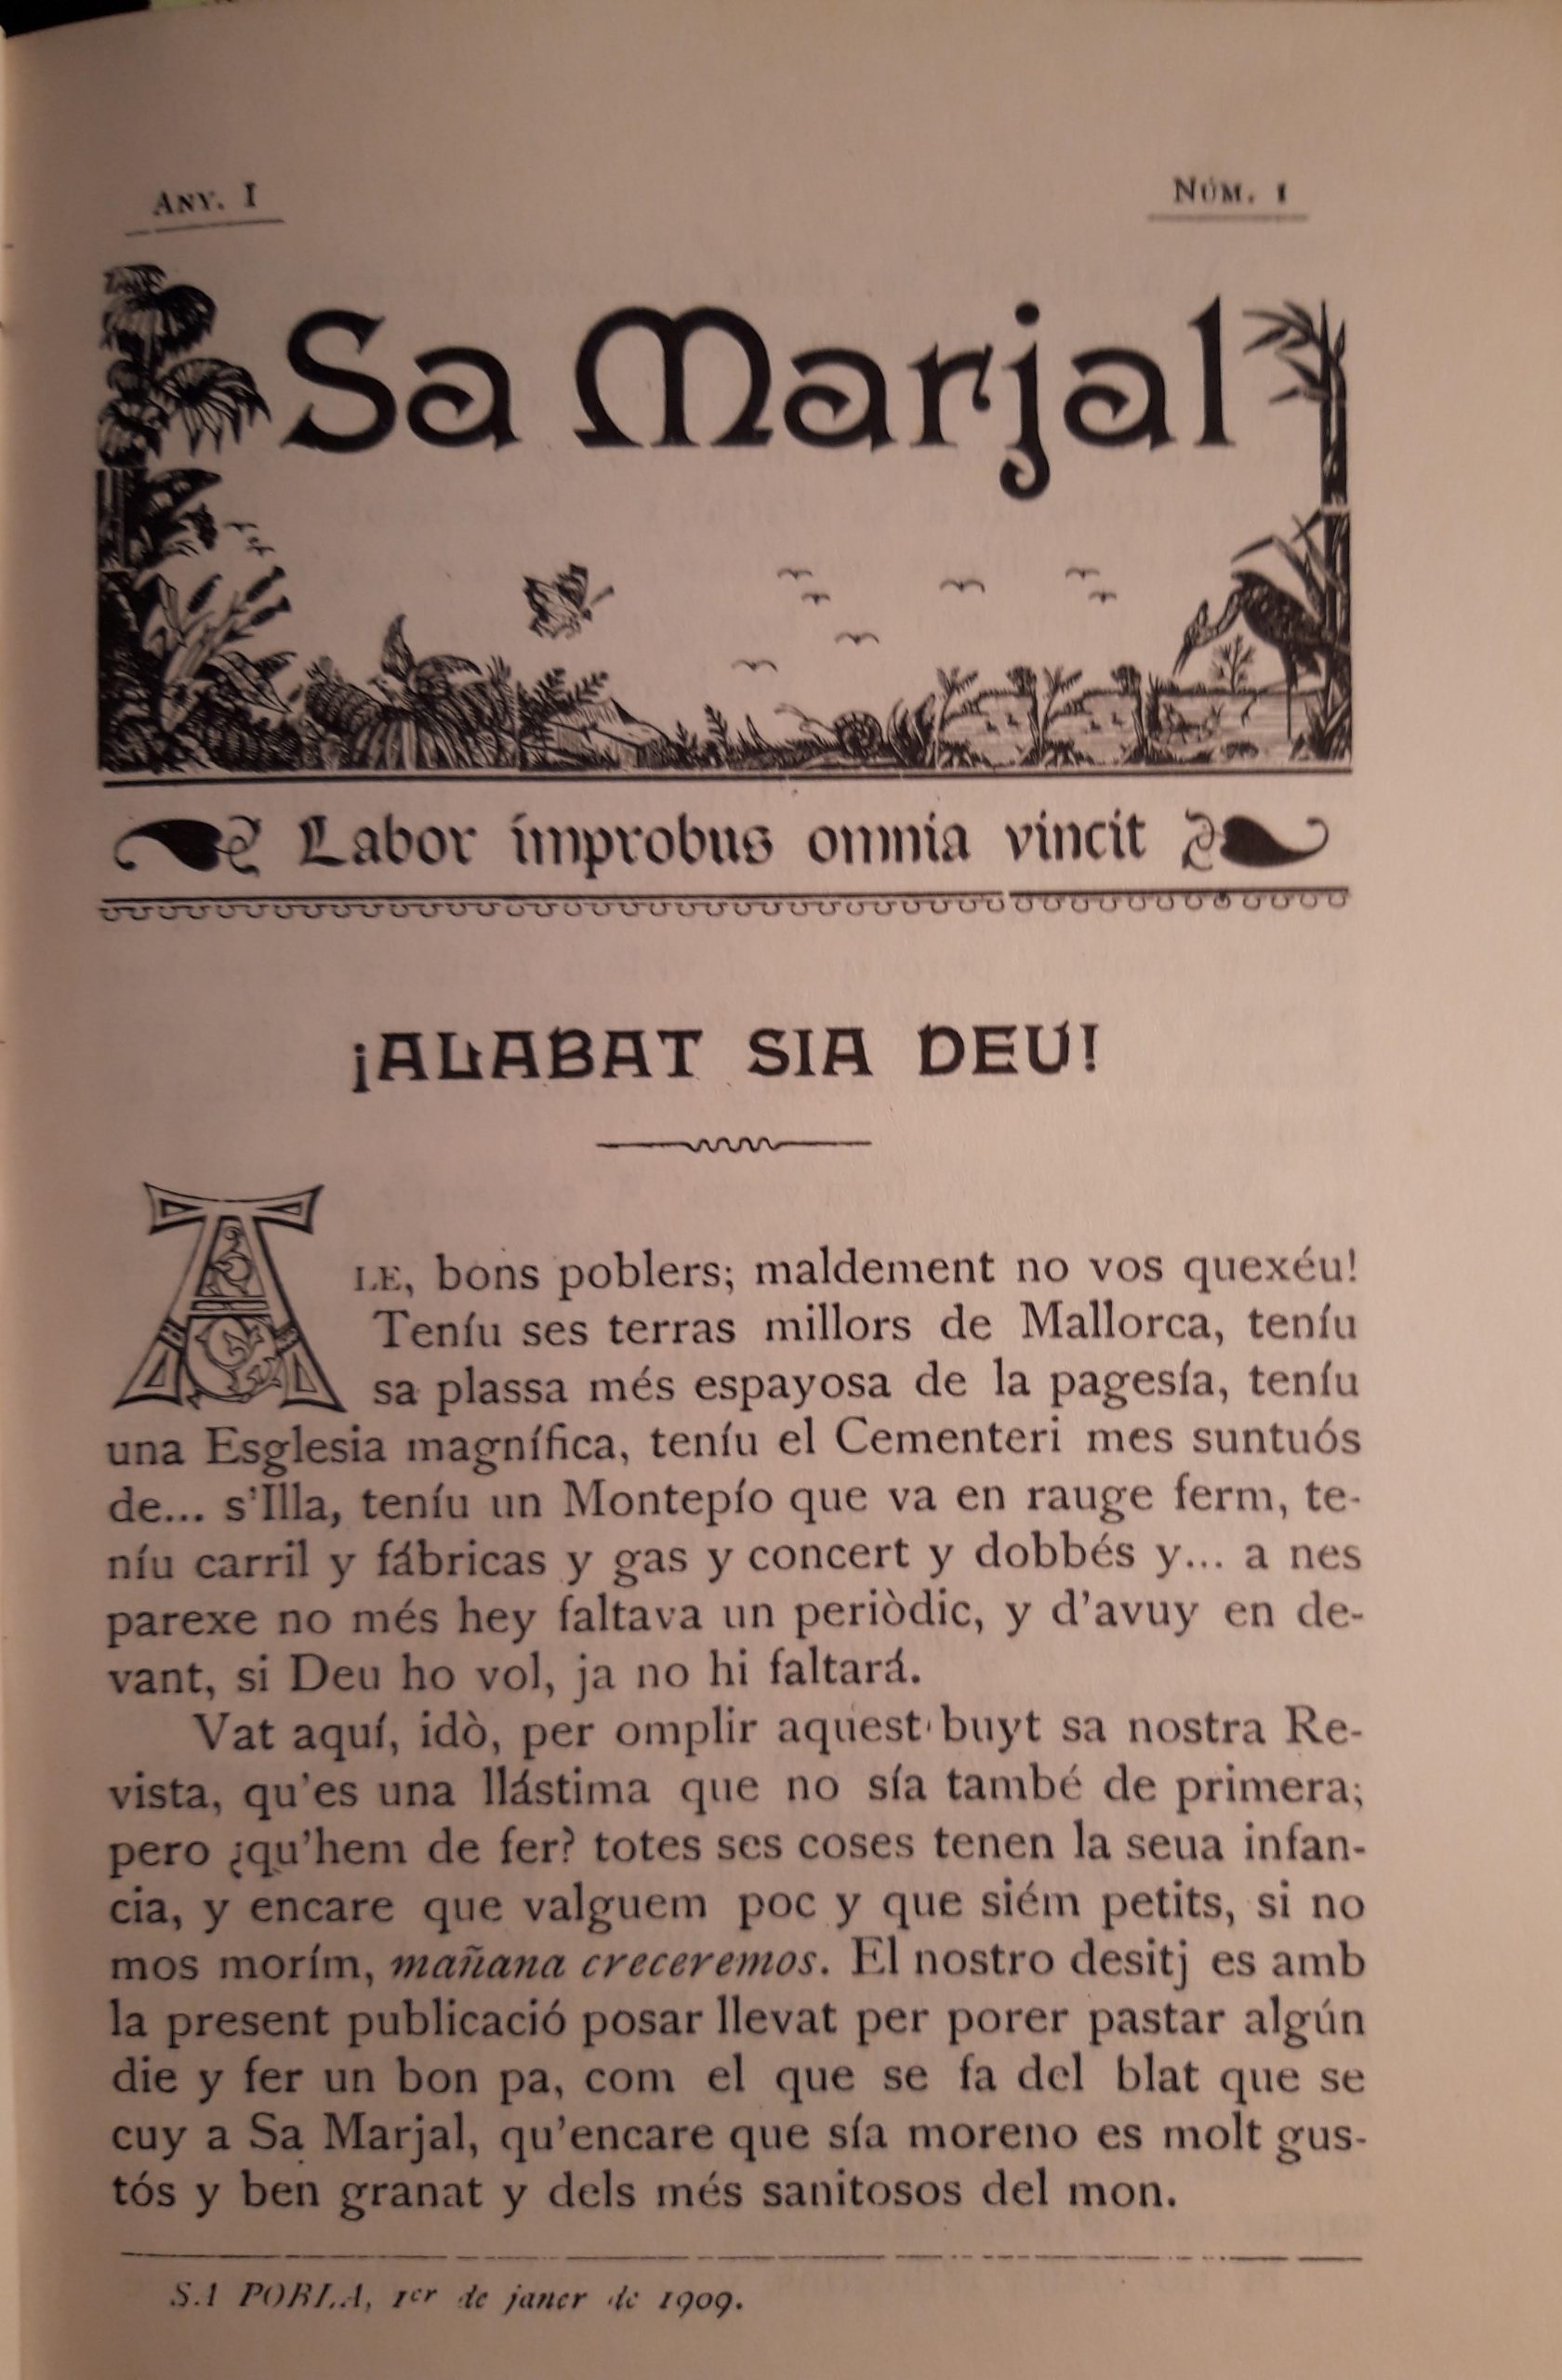 ANY. I
NÚM. 1
Sa Marjal
Labor improbus omnia vincit
¡ALABAT SIA DEU!
ALE, bons poblers; maldement no vos quexéu!
Teníu ses terras millors de Mallorca, teníu
sa plassa més espayosa de la pagesía, teníu
una Esglesia magnífica, teníu el Cementeri mes suntuós
de... s'Illa, teníu un Montepío que va en rauge ferm, te-
níu carril y fábricas y gas y concert y dobbés y... a nes
parexe no més hey faltava un periòdic, y d'avuy en de-
vant, si Deu ho vol, ja no hi faltará.
Vat aquí, idò, per omplir aquest buyt sa nostra Re-
vista, qu'es una llástima que no sía també de primera;
pero ¿qu'hem de fer? totes ses coses tenen la seua infan-
cia, y encare que valguem poc y que siém petits, si no
mos morím, mañana creceremos. El nostro desitj es amb
la present publicació posar llevat per porer pastar algún
die y fer un bon pa, com el que se fa del blat que se
cuy a Sa Marjal, qu'encare que sía moreno es molt gus-
tós y ben granat y dels més sanitosos del mon.
SA POBLA, 1er de janer de 1909.